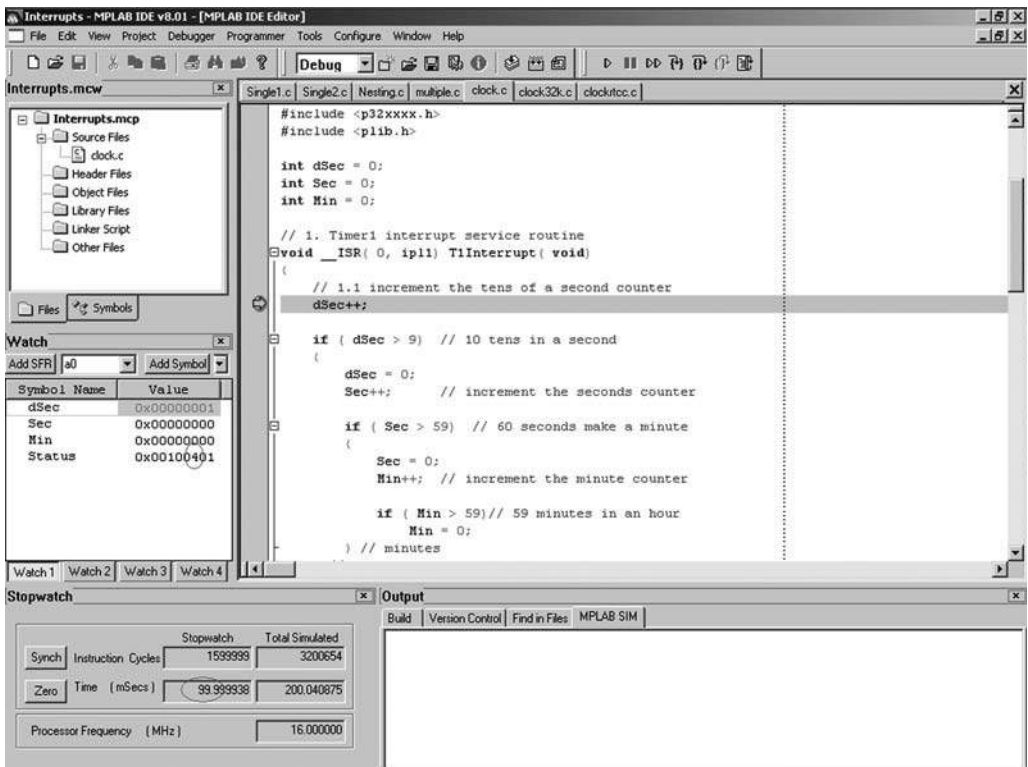 Interrupts - MPLAB IDE v8.01 - [MPLAB IDE Editor]
File Edit View Project Debugger Programmer Tools Configure Window Help
Debug
Interrupts.mcw
Interrupts.mcp
Source Files
clock.c
Header Files
Object Files
Library Files
Linker Script
Other Files
Files Symbols
Single1.c Single2.c Nesting.c multiple.c clock.c clock32k.c clockrtcc.c
#include <p32xxxx.h>
#include <plib.h>
int dSec = 0;
int Sec = 0;
int Min = 0;
// 1. Timer1 interrupt service routine
void __ISR( 0, ipl1) T1Interrupt( void)
{
// 1.1 increment the tens of a second counter
dSec++;
if ( dSec > 9) // 10 tens in a second
{
dSec = 0;
Sec++; // increment the seconds counter
if ( Sec > 59) // 60 seconds make a minute
{
Sec = 0;
Min++; // increment the minute counter
if ( Min > 59)// 59 minutes in an hour
Min = 0;
} // minutes
Watch
Add SFR a0 Add Symbol
Symbol Name Value
dSec 0x00000001
Sec 0x00000000
Min 0x00000000
Status 0x00100401
Watch 1 Watch 2 Watch 3 Watch 4
Stopwatch
Stopwatch Total Simulated
Synch Instruction Cycles 1599999 3200654
Zero Time (mSecs) 99.999938 200.040875
Processor Frequency (MHz) 16.000000
Output
Build Version Control Find in Files MPLAB SIM